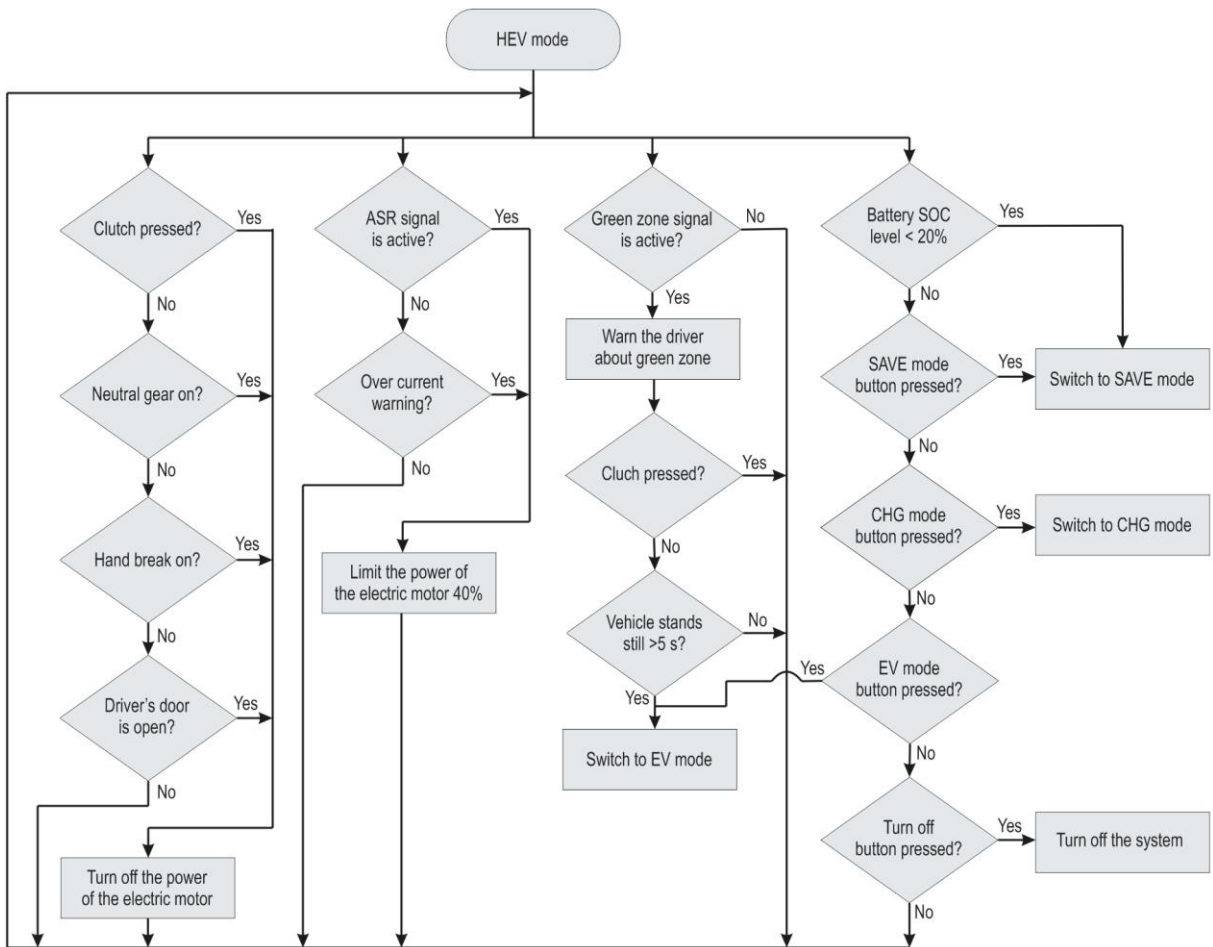 HEV mode
Clutch pressed?
Yes
No
Neutral gear on?
Yes
No
Hand break on?
Yes
No
Driver's door
is open?
Yes
No
Turn off the power
of the electric motor
ASR signal
is active?
Yes
No
Over current
warning?
Yes
No
Limit the power of
the electric motor 40%
Green zone signal
is active?
No
Yes
Warn the driver
about green zone
Cluch pressed?
Yes
No
Vehicle stands
still >5 s?
No
Yes
Switch to EV mode
Battery SOC
level < 20%
Yes
No
SAVE mode
button pressed?
Yes
Switch to SAVE mode
No
CHG mode
button pressed?
Yes
Switch to CHG mode
No
EV mode
button pressed?
Yes
No
Turn off
button pressed?
Yes
Turn off the system
No